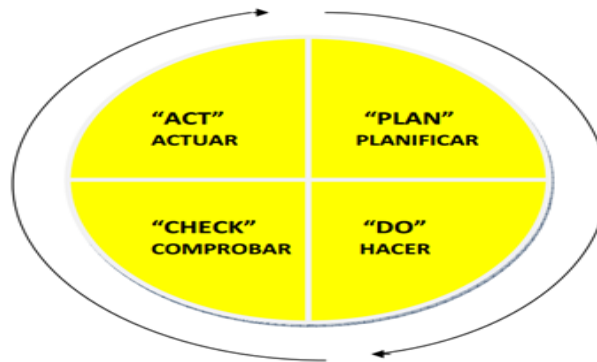 “ACT”
ACTUAR
“PLAN”
PLANIFICAR
“CHECK”
COMPROBAR
“DO”
HACER